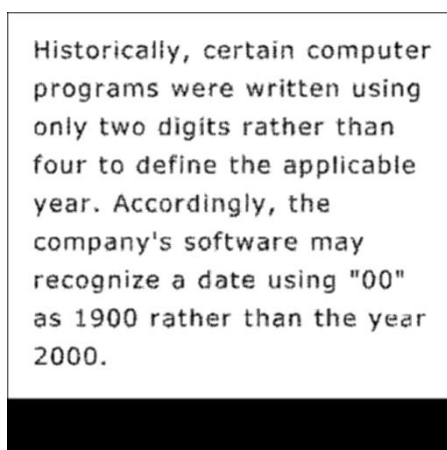 Historically, certain computer
programs were written using
only two digits rather than
four to define the applicable
year. Accordingly, the
company's software may
recognize a date using "00"
as 1900 rather than the year
2000.